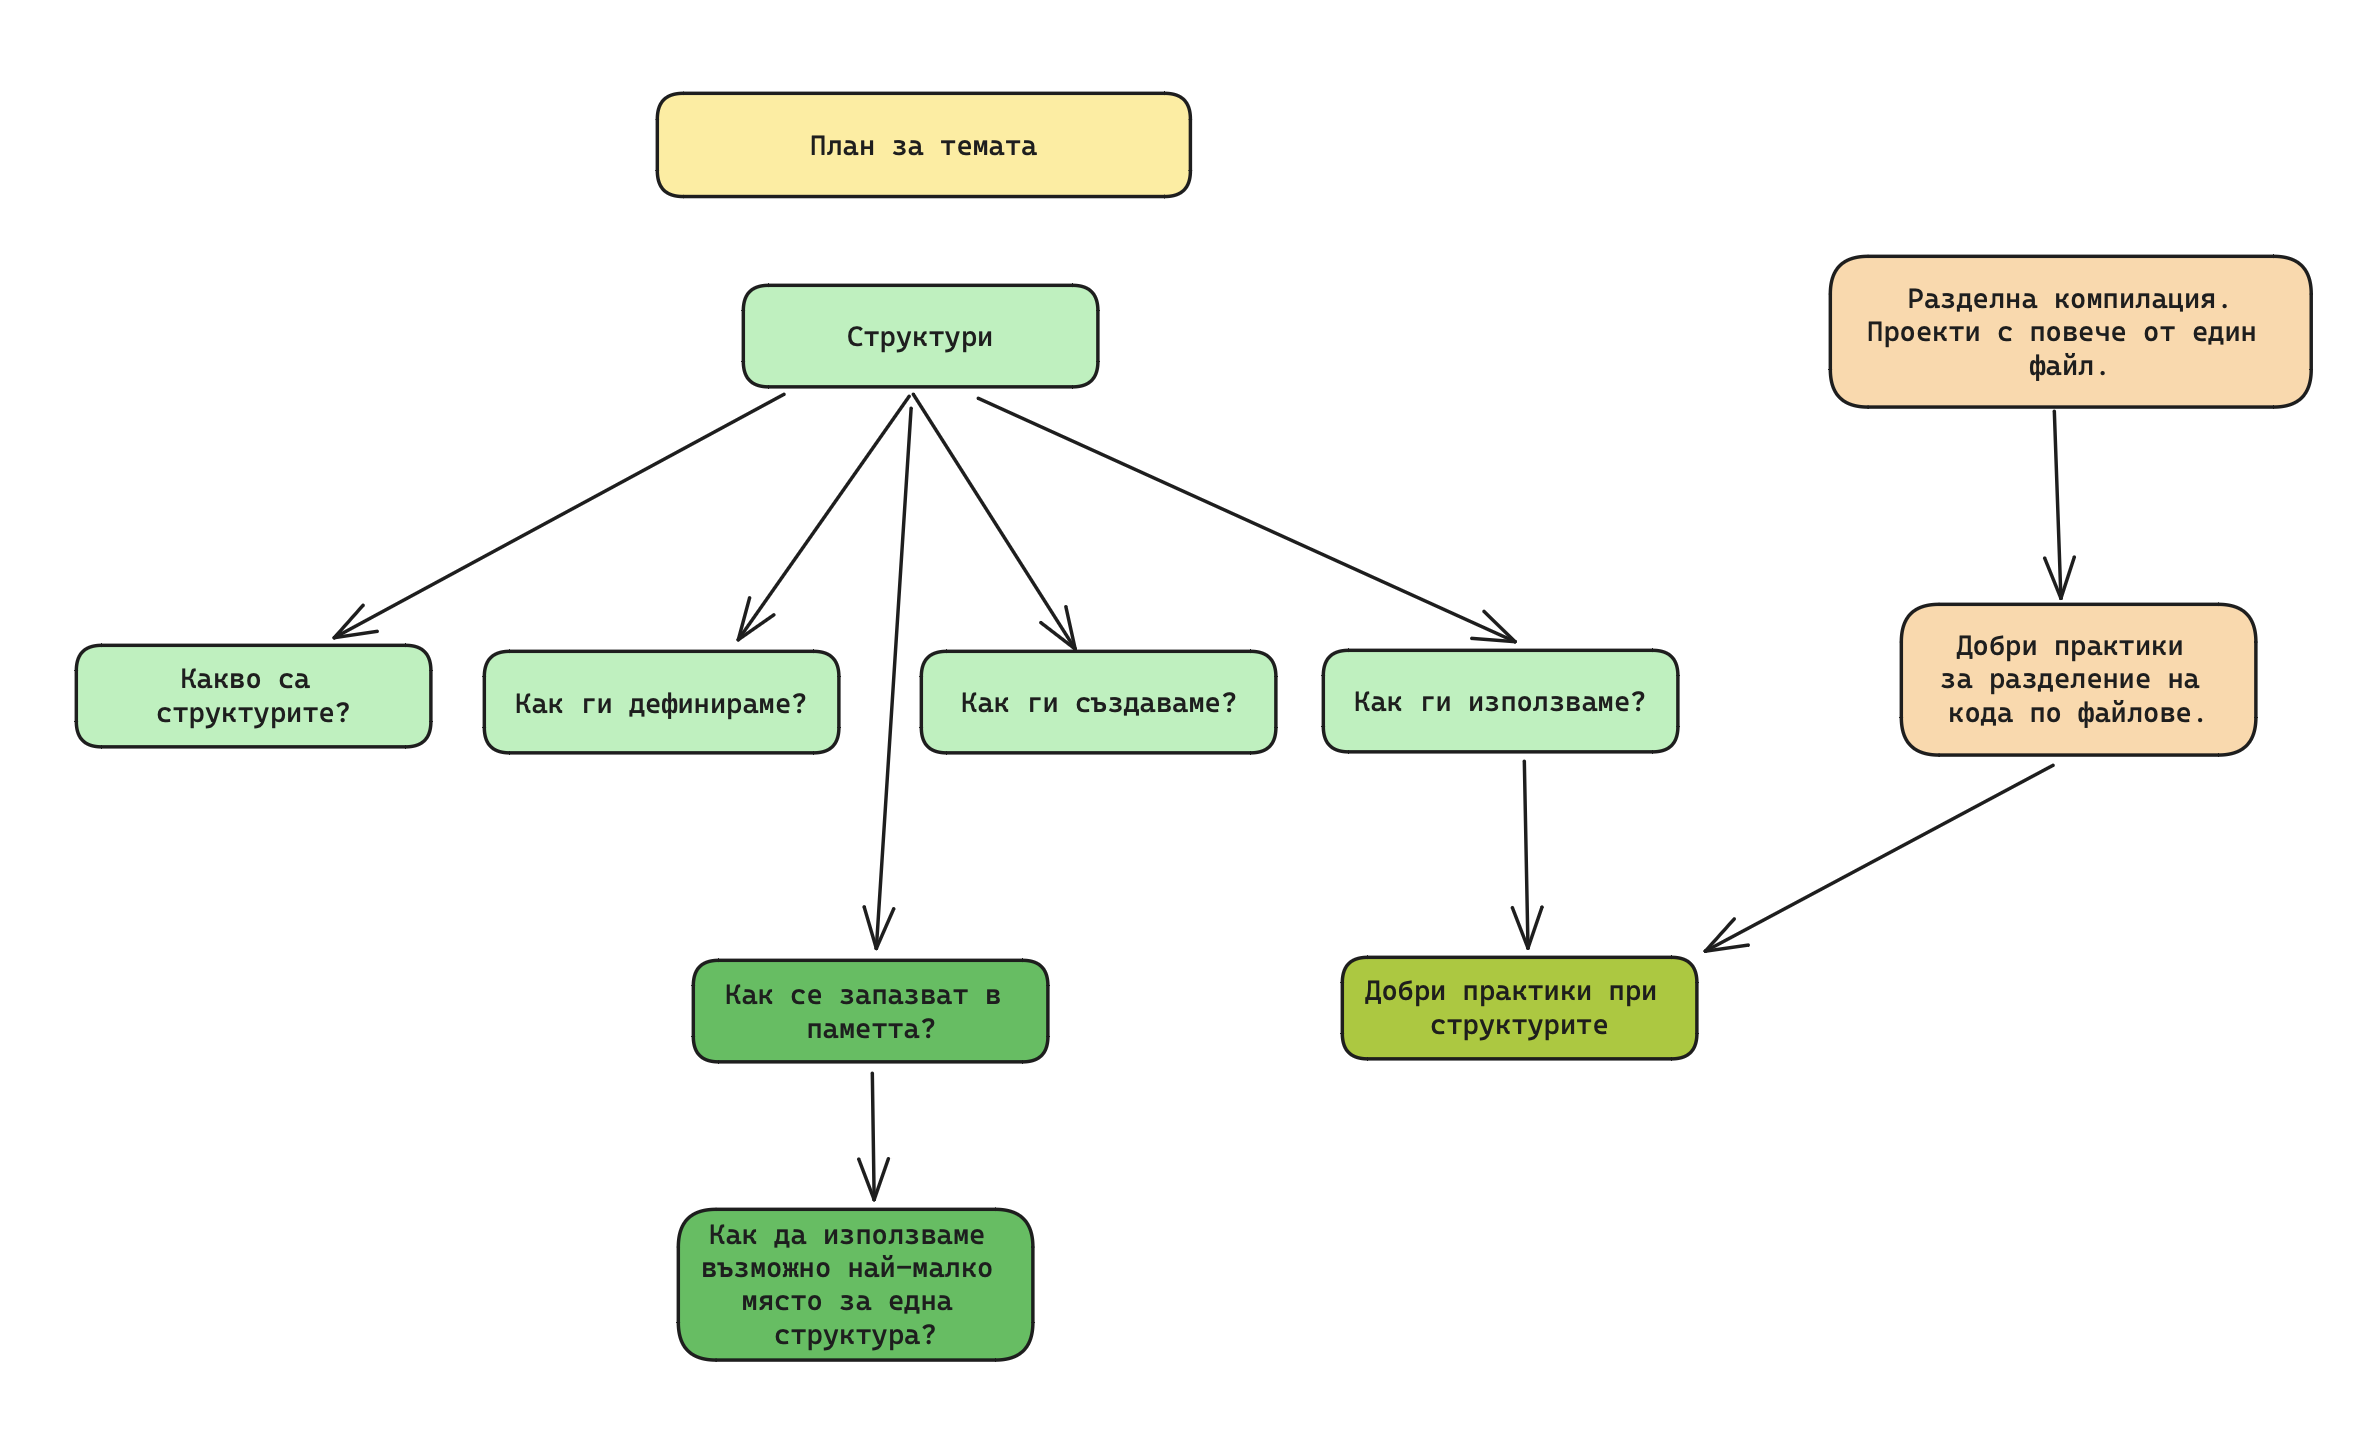 План за темата
Структури
Разделна компилация.
Проекти с повече от един
файл.
Какво са
структурите?
Как ги дефинираме?
Как ги създаваме?
Как ги използваме?
Добри практики
за разделение на
кода по файлове.
Как се запазват в
паметта?
Добри практики при
структурите
Как да използваме
възможно най-малко
място за една
структура?